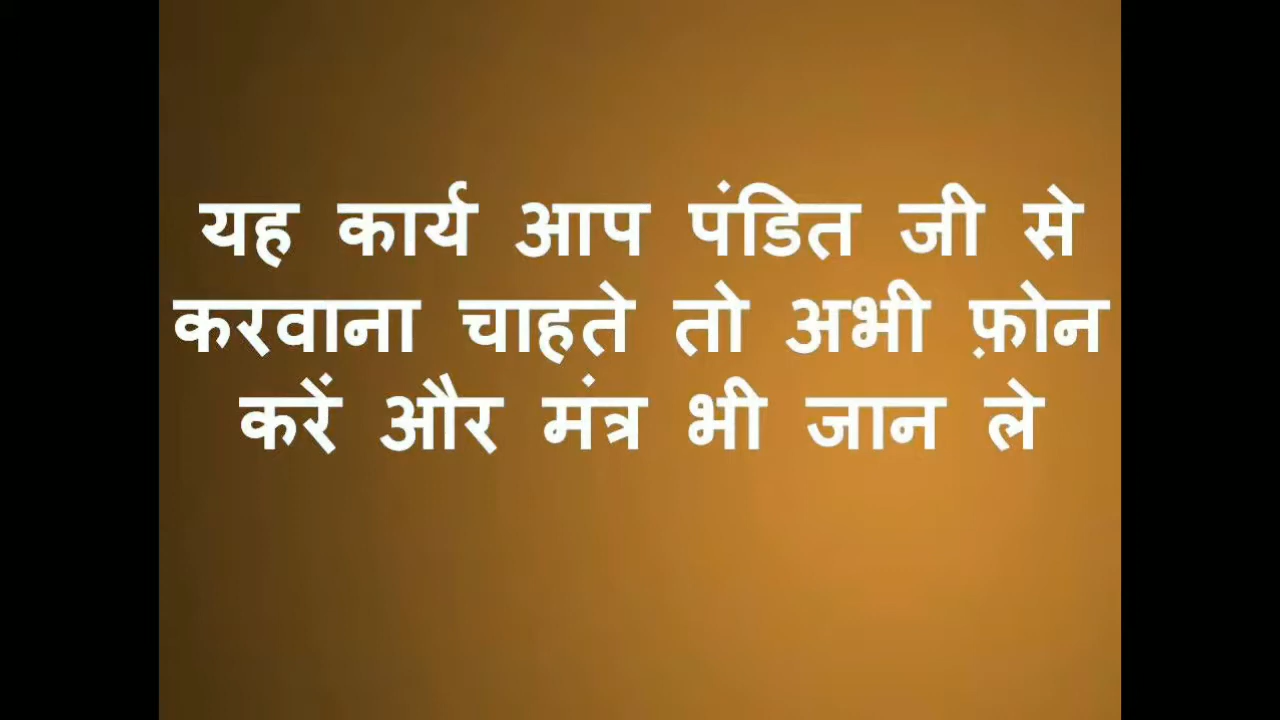 यह कार्य आप पंडित जी से
करवाना चाहते तो अभी फ़ोन
करें और मंत्र भी जान ले